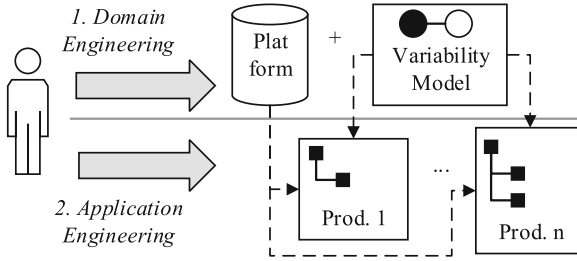 1. Domain
Engineering
Plat
form
+
Variability
Model
2. Application
Engineering
Prod. 1
...
Prod. n